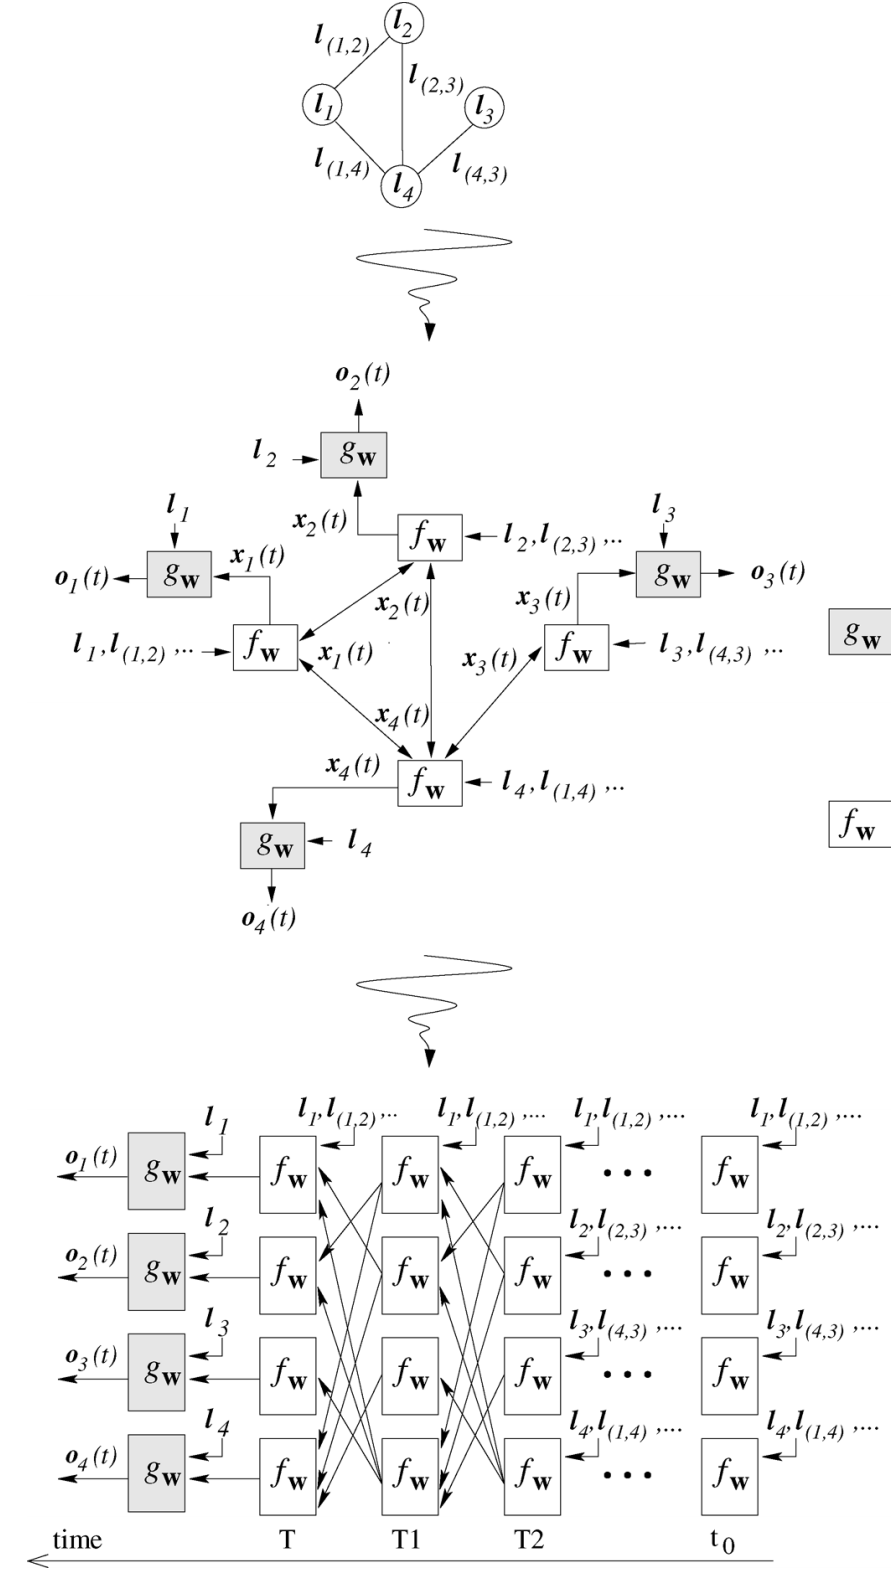 l2
l(1,2)
l(2,3)
l1
l3
l(1,4)
l(4,3)
l4
o2(t)
l2
gw
l1
x2(t)
fw
l2,l(2,3) ,..
l3
o1(t)
gw
x1(t)
x2(t)
x3(t)
gw
o3(t)
l1,l(1,2) ,..
fw
x1(t)
x3(t)
fw
l3,l(4,3) ,..
gw
x4(t)
x4(t)
fw
l4,l(1,4) ,..
fw
gw
l4
o4(t)
l1 l1,l(1,2) ,.. l1,l(1,2) ,... l1,l(1,2) ,... l1,l(1,2) ,...
o1(t) gw fw fw fw ... fw
l2 l2,l(2,3) ,... l2,l(2,3) ,...
o2(t) gw fw fw fw ... fw
l3 l3,l(4,3) ,... l3,l(4,3) ,...
o3(t) gw fw fw fw ... fw
l4 l4,l(1,4) ,... l4,l(1,4) ,...
o4(t) gw fw fw fw ... fw
time T T1 T2 t0